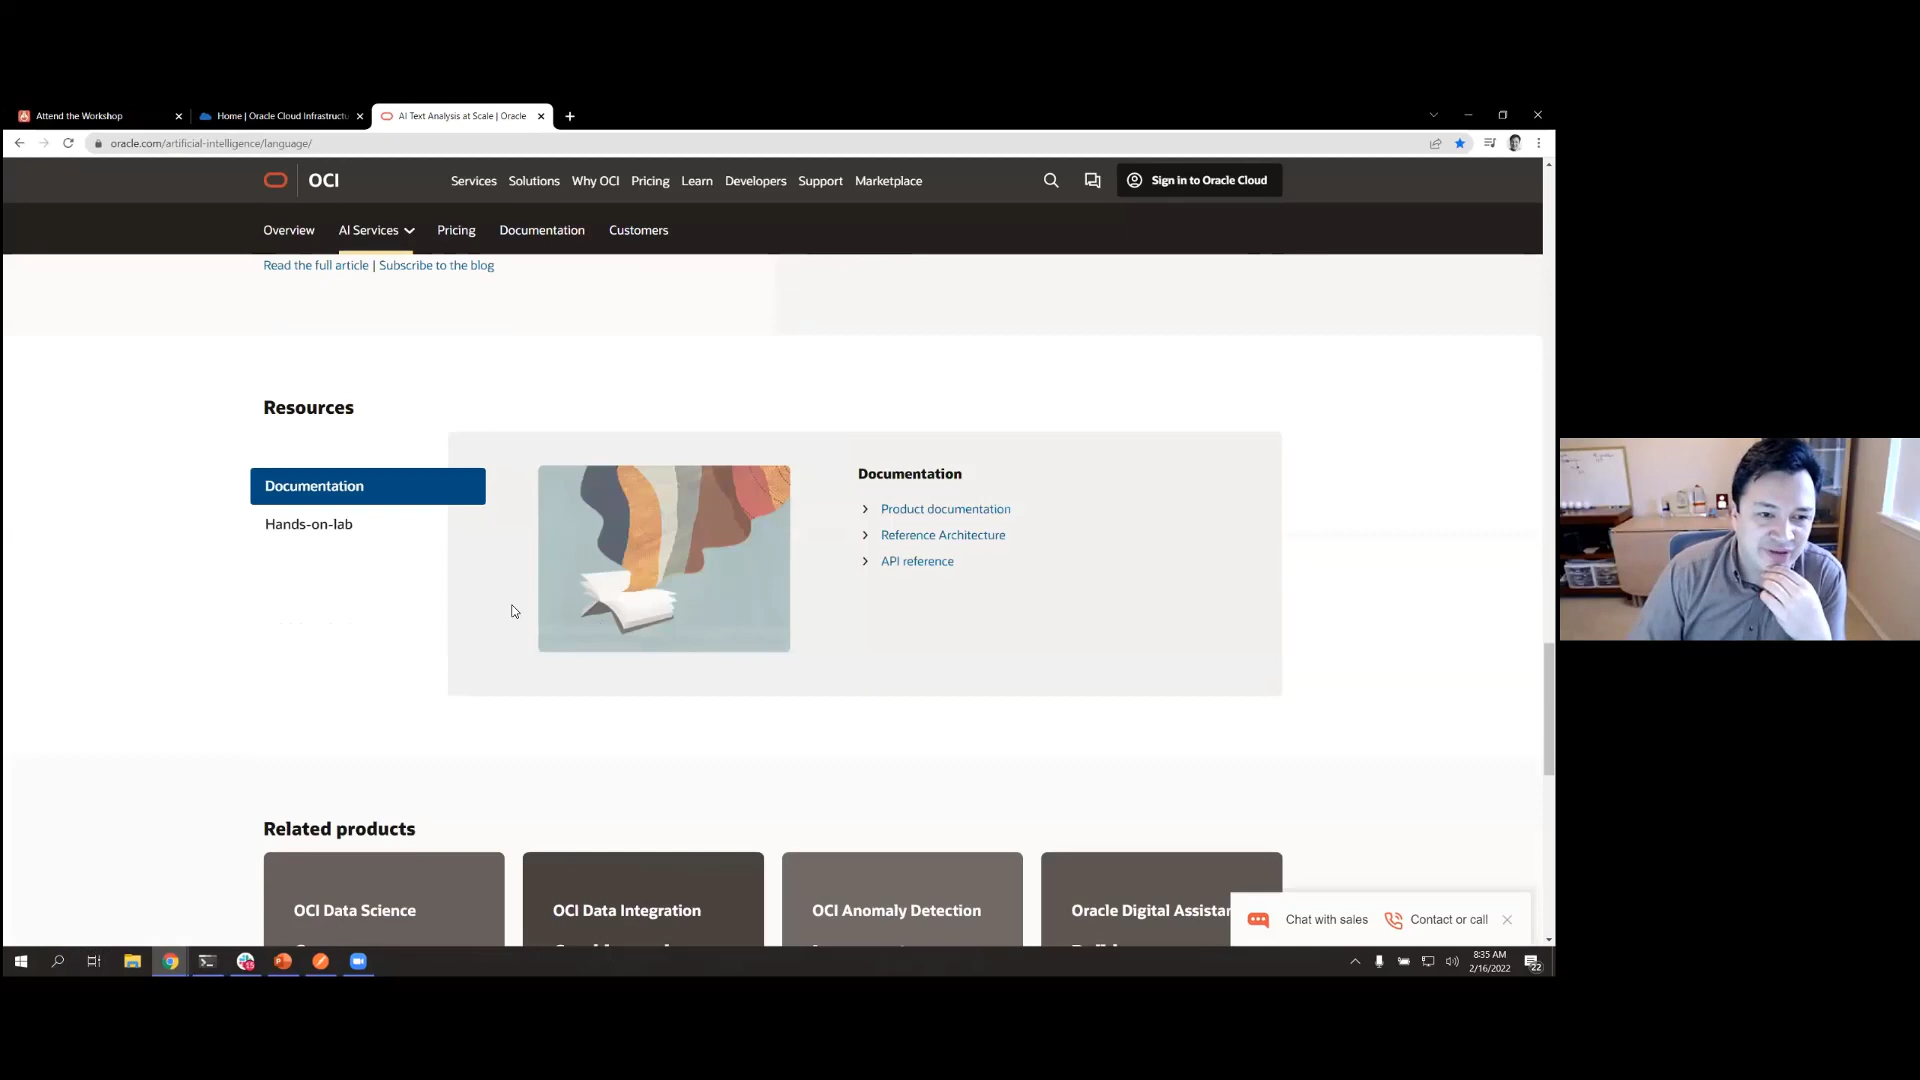 Attend the Workshop
Home | Oracle Cloud Infrastructu
AI Text Analysis at Scale | Oracle
oracle.com/artificial-intelligence/language/
OCI
Services Solutions Why OCI Pricing Learn Developers Support Marketplace
Sign in to Oracle Cloud
Overview AI Services Pricing Documentation Customers
Read the full article | Subscribe to the blog
Resources
Documentation
Hands-on-lab
Documentation
Product documentation
Reference Architecture
API reference
Related products
OCI Data Science
OCI Data Integration
OCI Anomaly Detection
Oracle Digital Assistan
Chat with sales
Contact or call
8:35 AM
2/16/2022
22